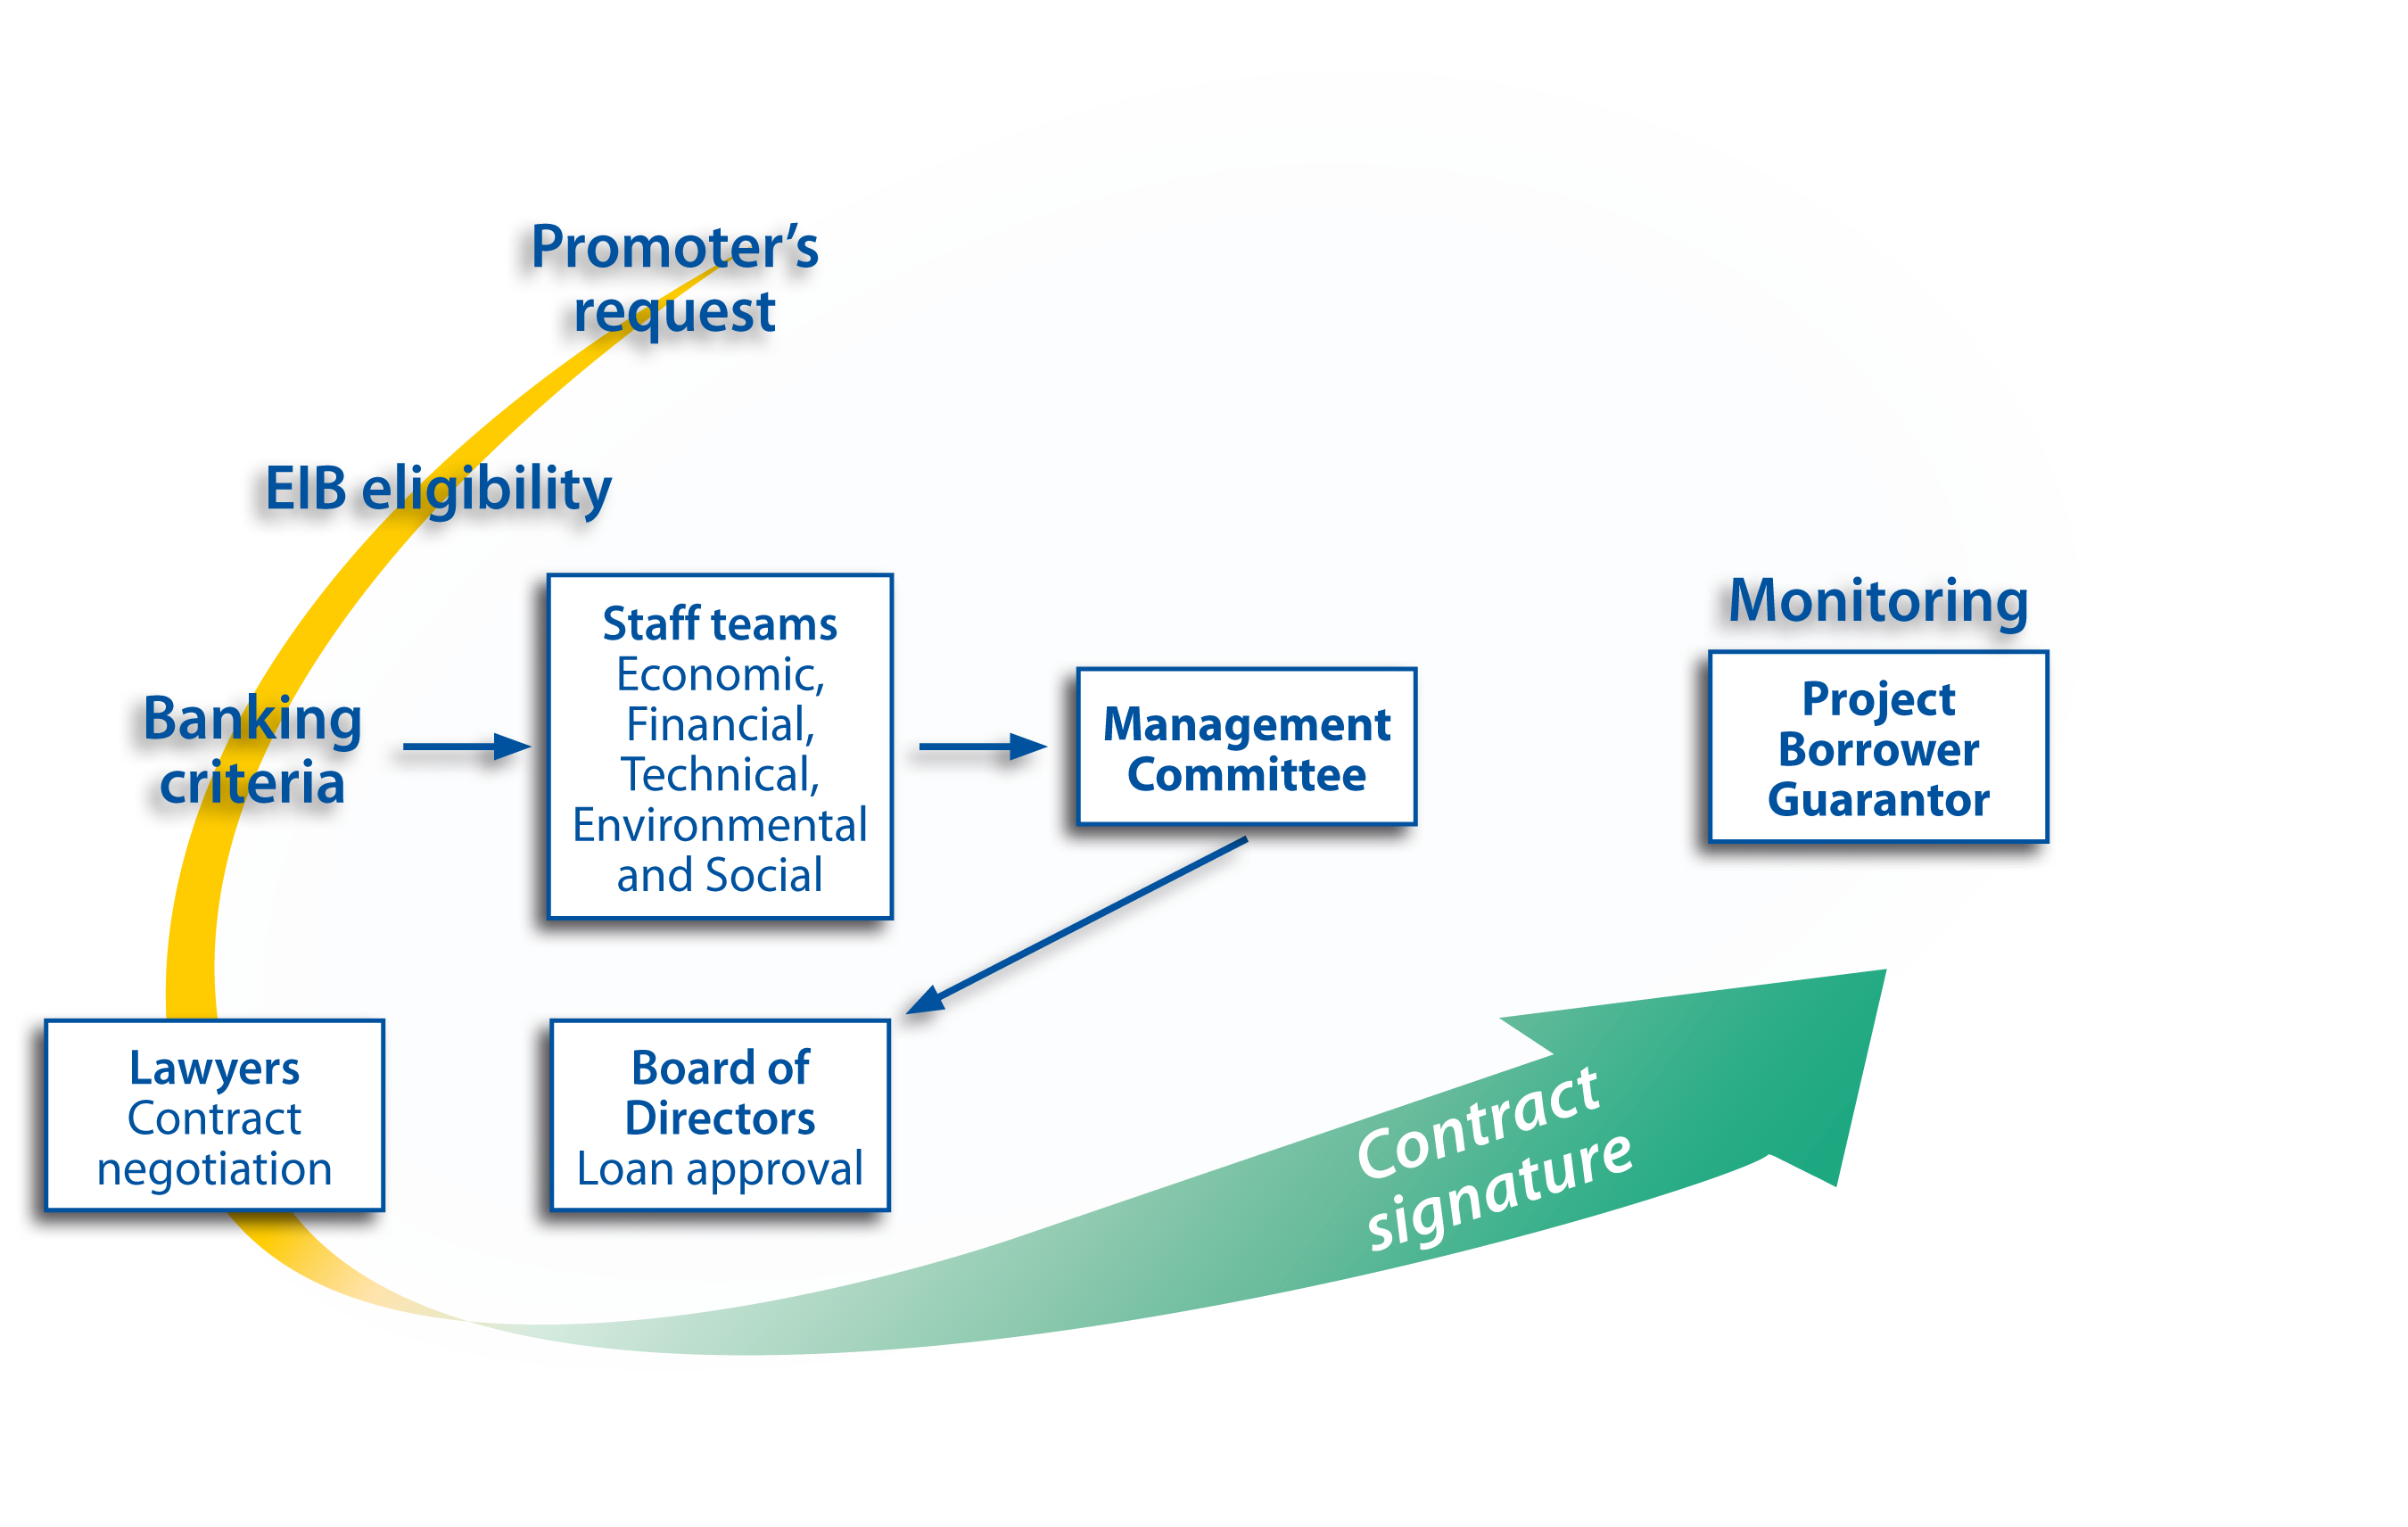 Promoter’s
request
EIB eligibility
Banking
criteria
Staff teams
Economic,
Financial,
Technical,
Environmental
and Social
Management
Committee
Monitoring
Project
Borrower
Guarantor
Lawyers
Contract
negotiation
Board of
Directors
Loan approval
Contract
signature